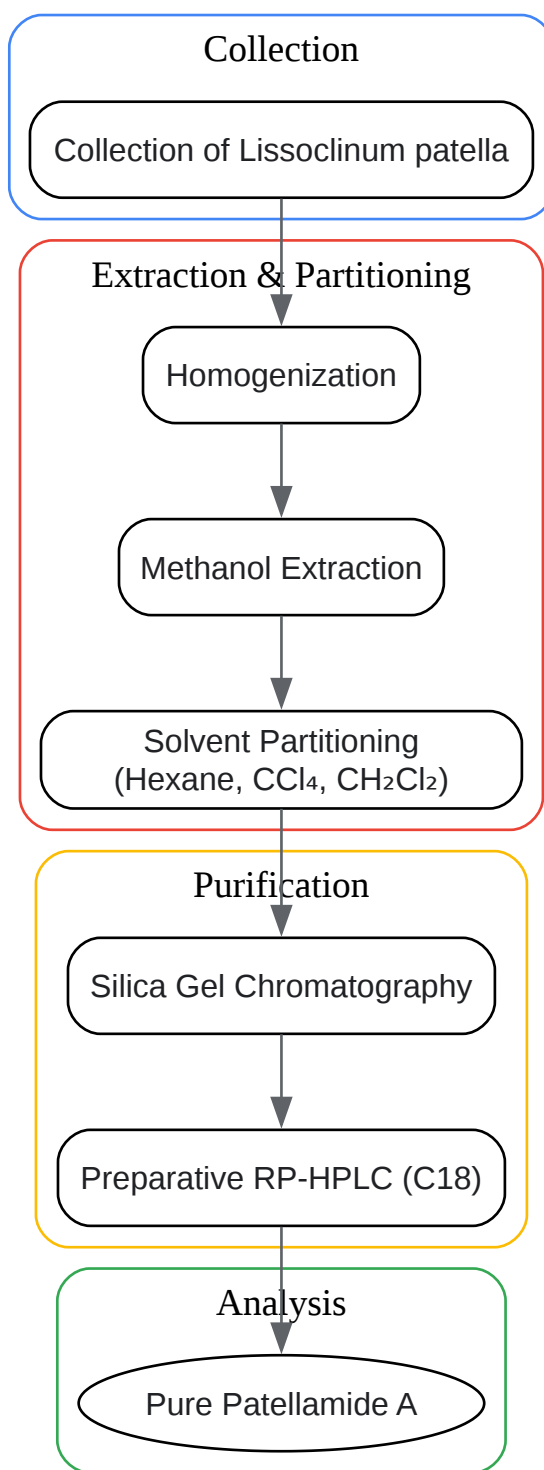 Collection
Collection of Lissoclinum patella
Extraction & Partitioning
Homogenization
Methanol Extraction
Solvent Partitioning
(Hexane, CCl₄, CH₂Cl₂)
Purification
Silica Gel Chromatography
Preparative RP-HPLC (C18)
Analysis
Pure Patellamide A